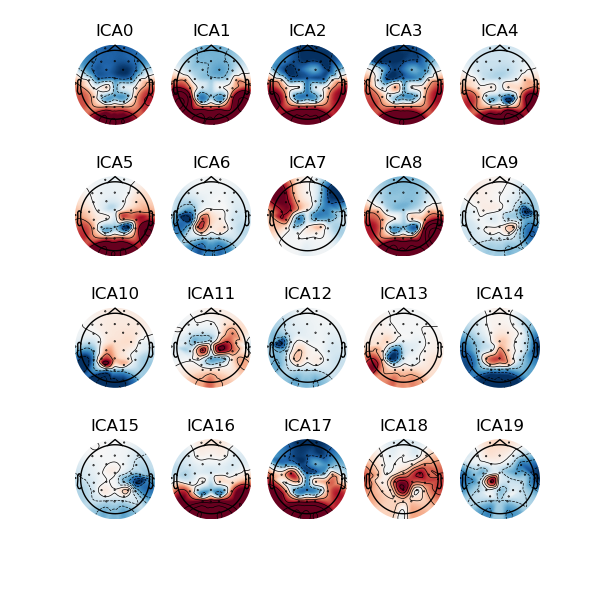 ICA0 ICA1 ICA2 ICA3 ICA4
ICA5 ICA6 ICA7 ICA8 ICA9
ICA10 ICA11 ICA12 ICA13 ICA14
ICA15 ICA16 ICA17 ICA18 ICA19